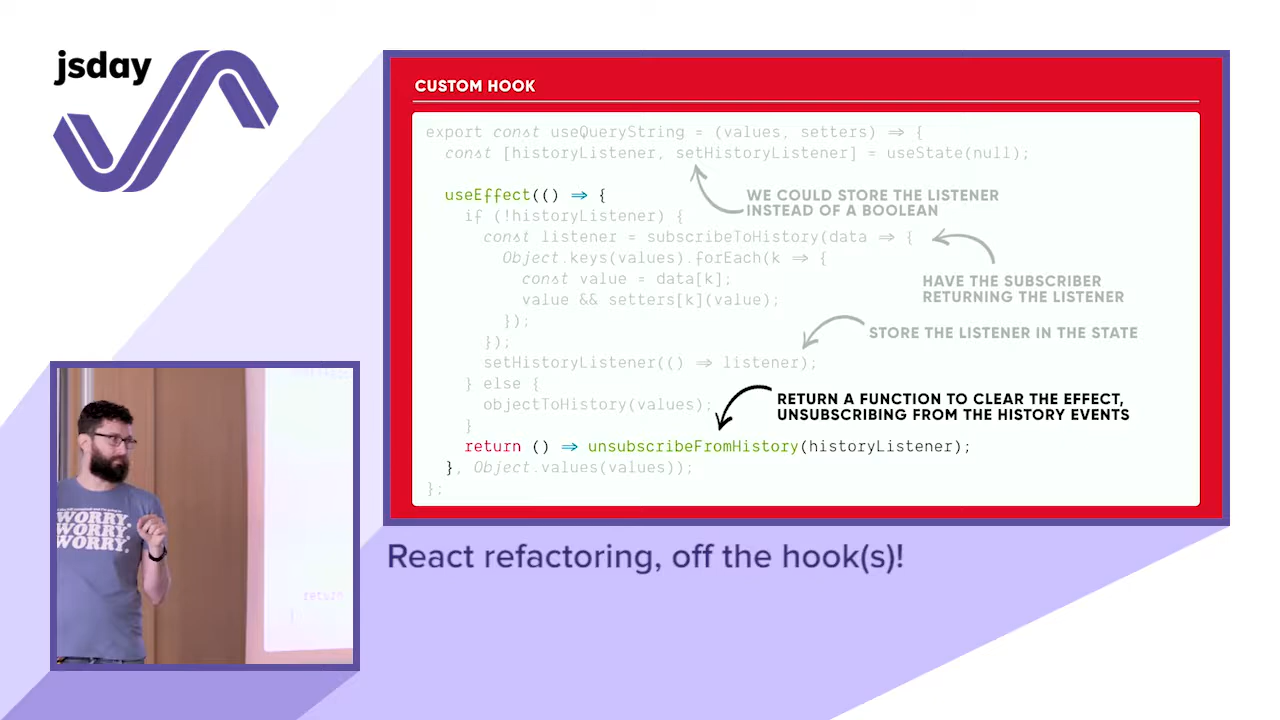 jsday
CUSTOM HOOK
export const useQueryString = (values, setters) => {
const [historyListener, setHistoryListener] = useState(null);
useEffect(() => {
WE COULD STORE THE LISTENER
INSTEAD OF A BOOLEAN
if (!historyListener) {
const listener = subscribeToHistory(data => {
Object.keys(values).forEach(k => {
HAVE THE SUBSCRIBER
RETURNING THE LISTENER
const value = data[k];
value && setters[k](value);
});
});
STORE THE LISTENER IN THE STATE
setHistoryListener(() => listener);
} else {
objectToHistory(values);
}
RETURN A FUNCTION TO CLEAR THE EFFECT,
UNSUBSCRIBING FROM THE HISTORY EVENTS
return () => unsubscribeFromHistory(historyListener);
}, Object.values(values));
};
WORRY.
WORRY.
WORRY.
return
React refactoring, off the hook(s)!